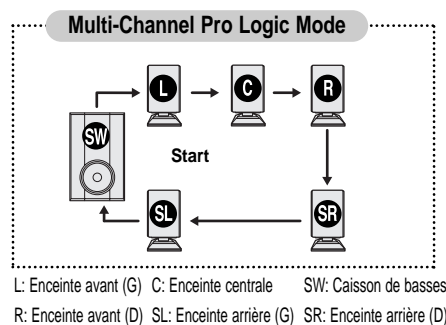 Multi-Channel Pro Logic Mode
L
C
R
SW
Start
SL
SR
L: Enceinte avant (G) C: Enceinte centrale SW: Caisson de basses
R: Enceinte avant (D) SL: Enceinte arrière (G) SR: Enceinte arrière (D)